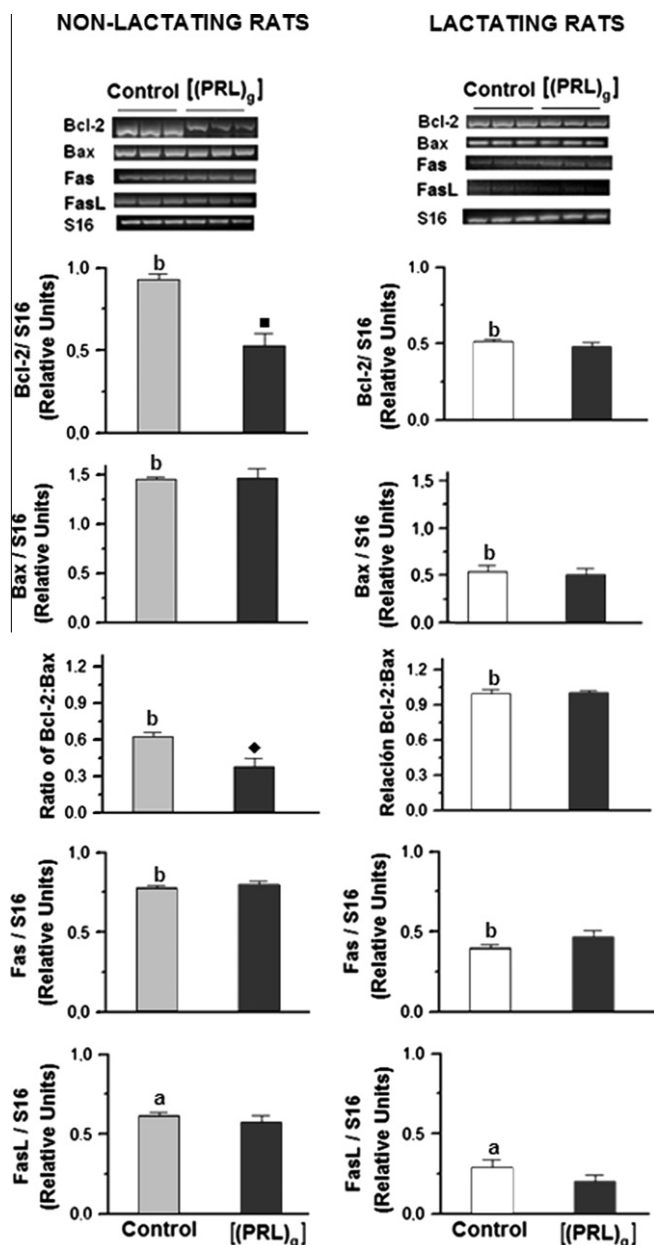 NON-LACTATING RATS
Control [(PRL)g]
Bcl-2
Bax
Fas
FasL
S16
Bcl-2/ S16
(Relative Units)
1.0
0.5
0.0
b
■
Bax / S16
(Relative Units)
1.5
1.0
0.5
0.0
b
Ratio of Bcl-2:Bax
1.2
0.9
0.6
0.3
0.0
b
◆
Fas / S16
(Relative Units)
1.0
0.5
0.0
b
FasL / S16
(Relative Units)
1.0
0.5
0.0
a
Control [(PRL)g]
LACTATING RATS
Control [(PRL)g]
Bcl-2
Bax
Fas
FasL
S16
Bcl-2/ S16
(Relative Units)
1.0
0.5
0.0
b
Bax / S16
(Relative Units)
1.5
1.0
0.5
0.0
b
Relación Bcl-2:Bax
1.2
0.9
0.6
0.3
0.0
b
Fas / S16
(Relative Units)
1.0
0.5
0.0
b
FasL / S16
(Relative Units)
1.0
0.5
0.0
a
Control [(PRL)g]